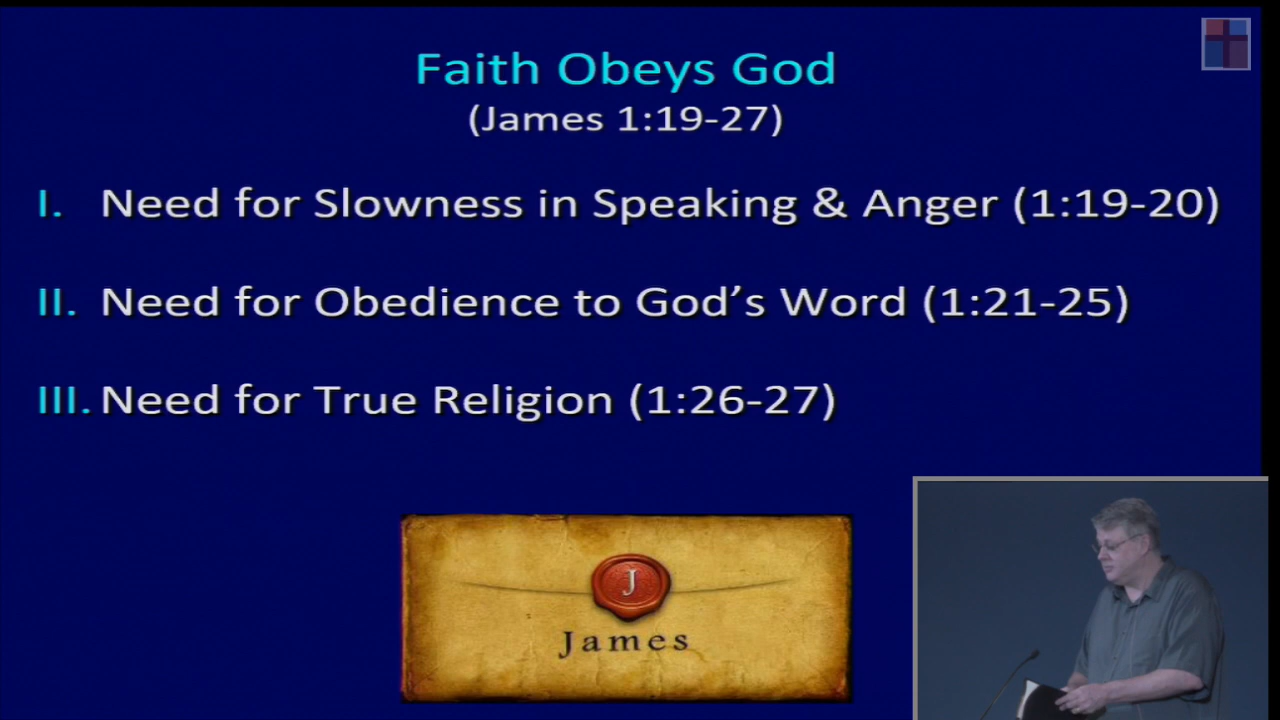 Faith Obeys God
(James 1:19-27)
I. Need for Slowness in Speaking & Anger (1:19-20)
II. Need for Obedience to God’s Word (1:21-25)
III. Need for True Religion (1:26-27)
J
James